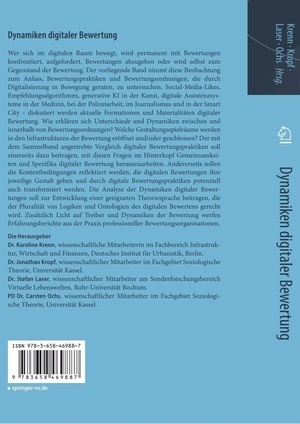 Dynamiken digitaler Bewertung
Wer sich im digitalen Raum bewegt, wird permanent mit Bewertungen
konfrontiert, aufgefordert, Bewertungen abzugeben oder wird selbst zum
Gegenstand der Bewertung. Der vorliegende Band nimmt diese Beobachtung
zum Anlass, Bewertungspraktiken und Bewertungsordnungen, die durch
Digitalisierung in Bewegung geraten, zu untersuchen. Social-Media-Likes,
Empfehlungsalgorithmen, generative KI in der Kunst, digitale Assistenzsys-
teme in der Medizin, bei der Polizeiarbeit, im Journalismus und in der Smart
City – diskutiert werden aktuelle Formationen und Materialitäten digitaler
Bewertung. Wie erklären sich Unterschiede und Dynamiken zwischen und
innerhalb von Bewertungsordnungen? Welche Gestaltungsspielräume werden
in den Infrastrukturen der Bewertung eröffnet und/oder geschlossen? Der mit
dem Sammelband angestrebte Vergleich digitaler Bewertungspraktiken soll
einerseits dazu beitragen, mit diesen Fragen im Hinterkopf Gemeinsamkei-
ten und Spezifika digitaler Bewertung herauszuarbeiten. Andererseits sollen
die Kontextbedingungen reflektiert werden, die digitalen Bewertungen ihre
jeweilige Gestalt geben und durch digitale Bewertungspraktiken potenziell
auch transformiert werden. Die Analyse der Dynamiken digitaler Bewer-
tungen soll zur Entwicklung einer geeigneten Theoriesprache beitragen, die
der Pluralität von Logiken und Ontologien des digitalen Bewertens gerecht
wird. Zusätzlich Licht auf Treiber und Dynamiken der Bewertung werfen
Erfahrungsberichte aus der Praxis professioneller Bewertungsorganisationen.
Die Herausgeber
Dr. Karoline Krenn, wissenschaftliche Mitarbeiterin im Fachbereich Infrastruk-
tur, Wirtschaft und Finanzen, Deutsches Institut für Urbanistik, Berlin.
Dr. Jonathan Kropf, wissenschaftlicher Mitarbeiter im Fachgebiet Soziologische
Theorie, Universität Kassel.
Dr. Stefan Laser, wissenschaftlicher Mitarbeiter am Sonderforschungsbereich
Virtuelle Lebenswelten, Ruhr-Universität Bochum.
PD Dr. Carsten Ochs, wissenschaftlicher Mitarbeiter im Fachgebiet Soziologi-
sche Theorie, Universität Kassel.
ISBN 978-3-658-46988-7
9 783658 469887
▸ springer-vs.de
Krenn · Kropf ·
Laser · Ochs Hrsg.
Dynamiken digitaler Bewertung